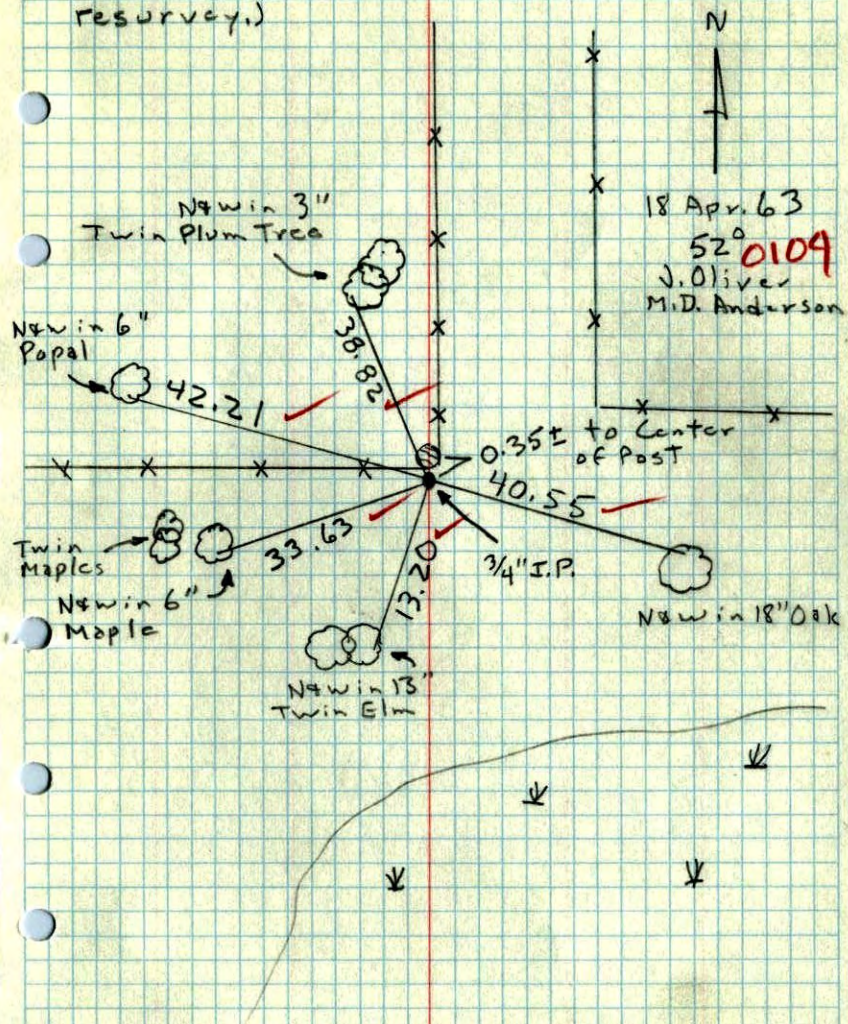 resurvey.)
N
18 Apr. 63
52°
0109
J. Oliver
M.D. Anderson
N&W in 3"
Twin Plum Tree
N&W in 6"
Popal
42.21
38.82
0.35± to Center
of Post
40.55
33.63
13.20
3/4" I.P.
Twin
Maples
N&W in 6"
Maple
N&W in 18" Oak
N&W in 13"
Twin Elm